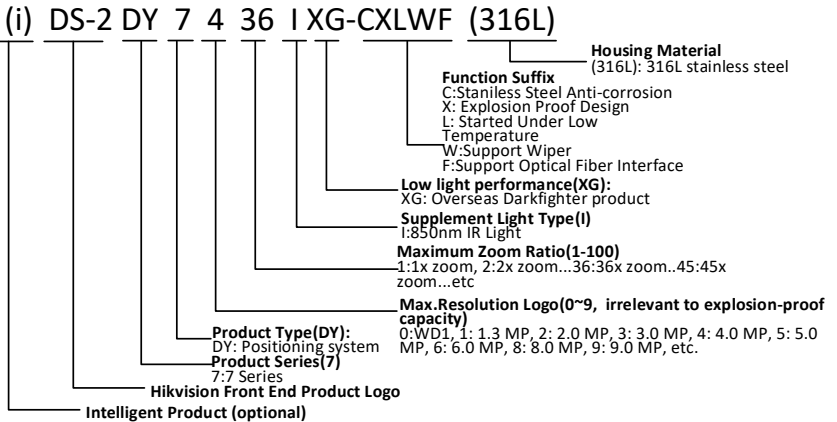 (i) DS-2 DY 7 4 36 I XG-CXLWF (316L)
Housing Material
(316L): 316L stainless steel
Function Suffix
C:Staniless Steel Anti-corrosion
X: Explosion Proof Design
L: Started Under Low
Temperature
W:Support Wiper
F:Support Optical Fiber Interface
Low light performance(XG):
XG: Overseas Darkfighter product
Supplement Light Type(I)
I:850nm IR Light
Maximum Zoom Ratio(1-100)
1:1x zoom, 2:2x zoom...36:36x zoom..45:45x
zoom...etc
Max.Resolution Logo(0~9, irrelevant to explosion-proof
capacity)
0:WD1, 1: 1.3 MP, 2: 2.0 MP, 3: 3.0 MP, 4: 4.0 MP, 5: 5.0
MP, 6: 6.0 MP, 8: 8.0 MP, 9: 9.0 MP, etc.
Product Type(DY):
DY: Positioning system
Product Series(7)
7:7 Series
Hikvision Front End Product Logo
Intelligent Product (optional)